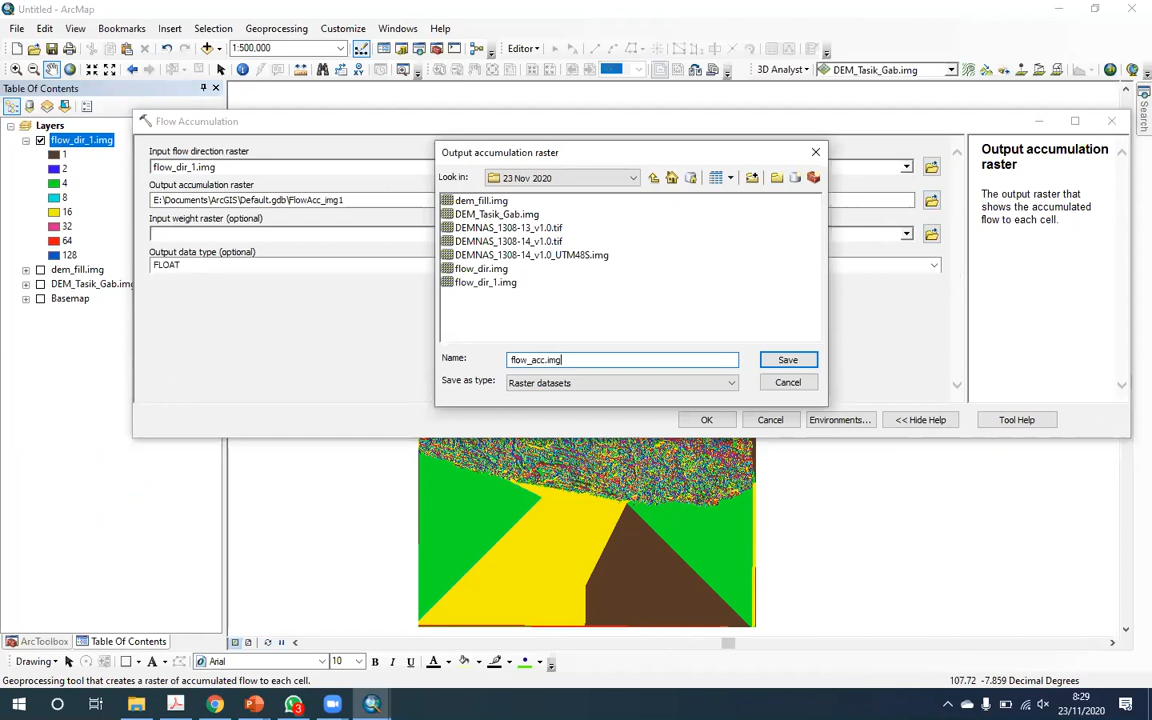 Untitled - ArcMap
File Edit View Bookmarks Insert Selection Geoprocessing Customize Windows Help
1:500,000
Editor
3D Analyst
DEM_Tasik_Gab.img
Table Of Contents
Layers
flow_dir_1.img
1
2
4
8
16
32
64
128
dem_fill.img
DEM_Tasik_Gab.img
Basemap
Flow Accumulation
Input flow direction raster
flow_dir_1.img
Output accumulation raster
E:\Documents\ArcGIS\Default.gdb\FlowAcc_img1
Input weight raster (optional)
Output data type (optional)
FLOAT
OK
Cancel
Environments...
<< Hide Help
Tool Help
Output accumulation raster
Look in:
23 Nov 2020
dem_fill.img
DEM_Tasik_Gab.img
DEMNAS_1308-13_v1.0.tif
DEMNAS_1308-14_v1.0.tif
DEMNAS_1308-14_v1.0_UTM48S.img
flow_dir.img
flow_dir_1.img
Name:
flow_acc.img
Save
Save as type:
Raster datasets
Cancel
Output accumulation
raster
The output raster that
shows the accumulated
flow to each cell.
Search
ArcToolbox
Table Of Contents
Drawing
Arial
10
B I U A
Geoprocessing tool that creates a raster of accumulated flow to each cell.
107.72 -7.859 Decimal Degrees
8:29
23/11/2020